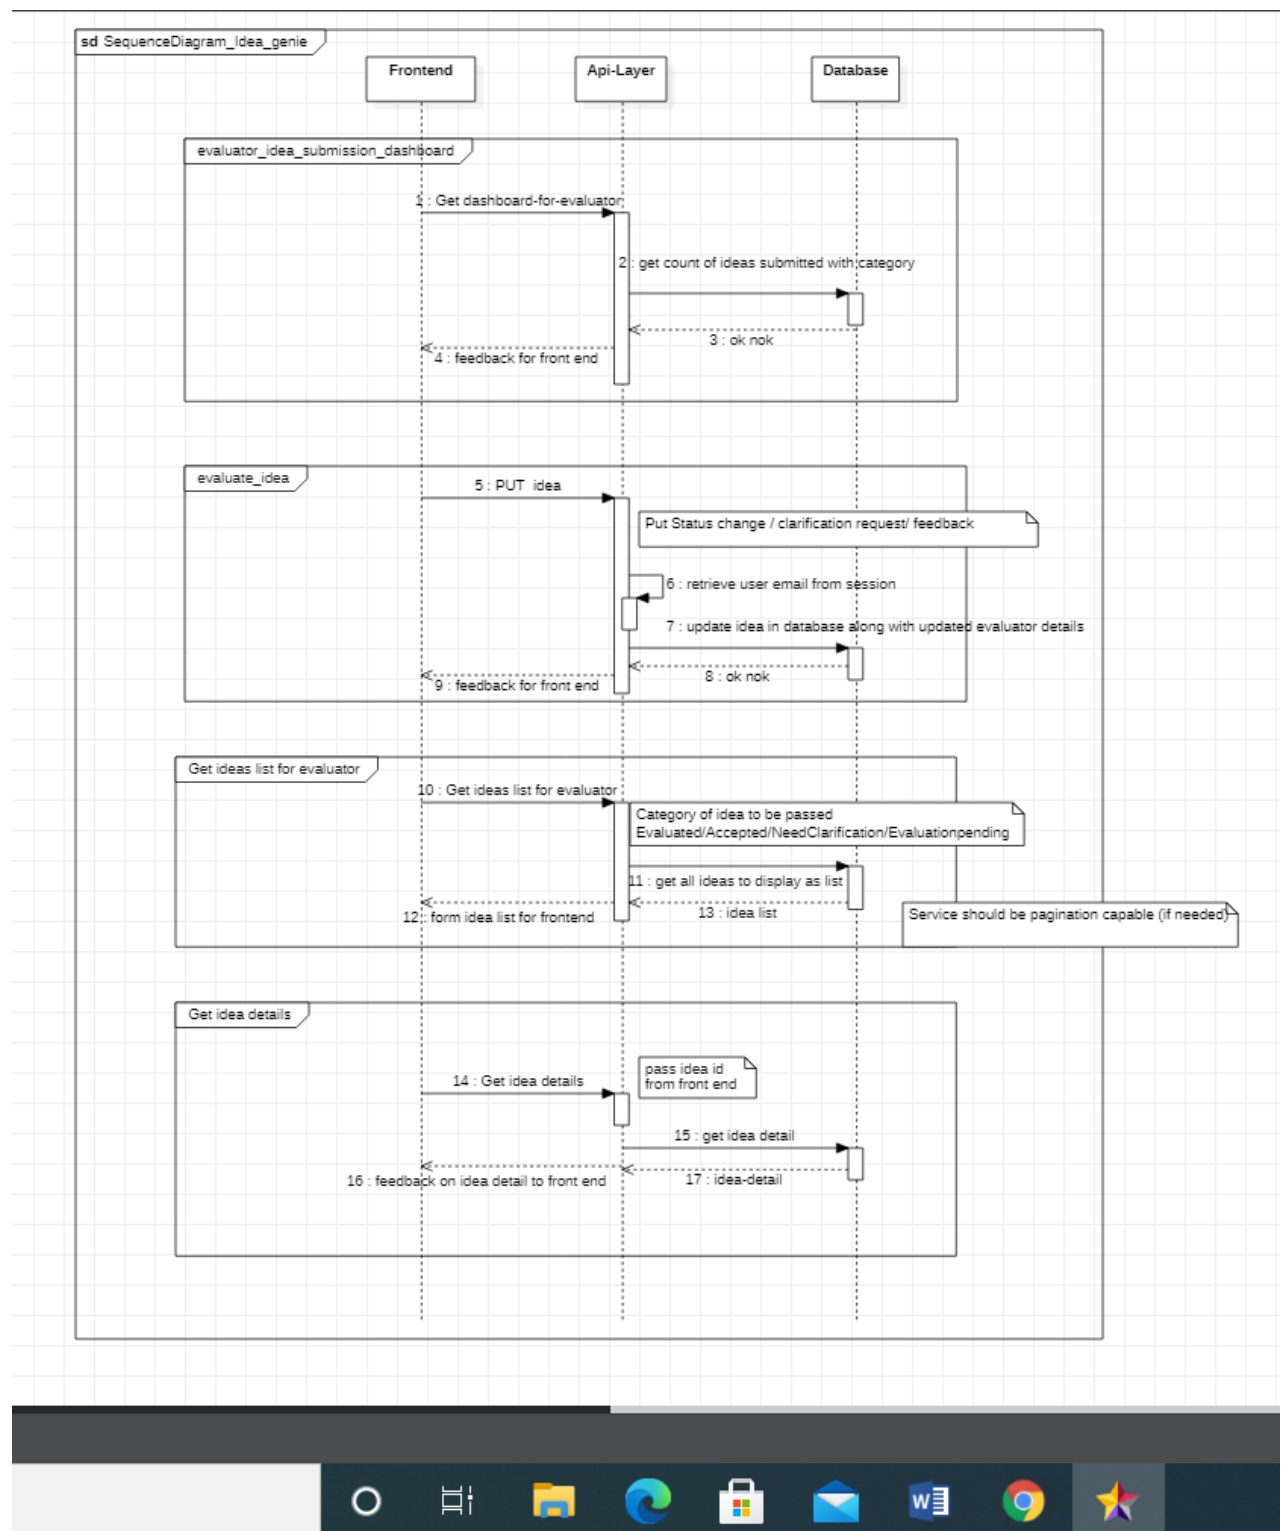 sd SequenceDiagram_Idea_genie
Frontend
Api-Layer
Database
evaluator_idea_submission_dashboard
1 : Get dashboard-for-evaluator
2 : get count of ideas submitted with category
3 : ok nok
4 : feedback for front end
evaluate_idea
5 : PUT idea
Put Status change / clarification request/ feedback
6 : retrieve user email from session
7 : update idea in database along with updated evaluator details
8 : ok nok
9 : feedback for front end
Get ideas list for evaluator
10 : Get ideas list for evaluator
Category of idea to be passed
Evaluated/Accepted/NeedClarification/Evaluationpending
11 : get all ideas to display as list
12 : form idea list for frontend
13 : idea list
Service should be pagination capable (if needed)
Get idea details
pass idea id
from front end
14 : Get idea details
15 : get idea detail
16 : feedback on idea detail to front end
17 : idea-detail
W